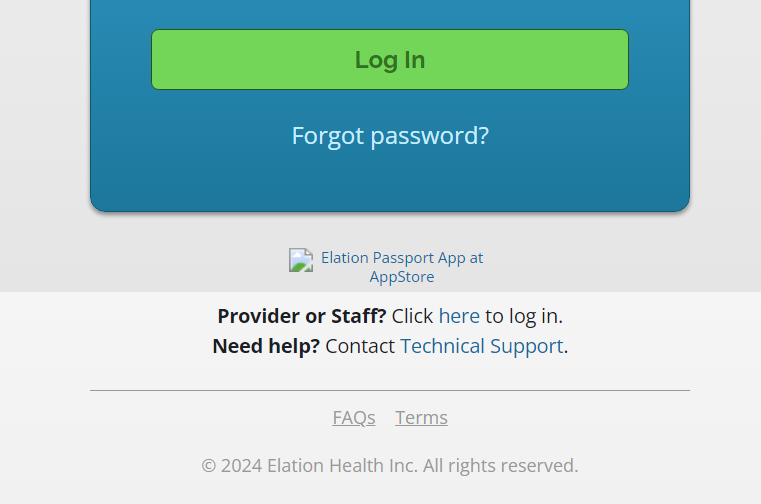 Log In
Forgot password?
Elation Passport App at
AppStore
Provider or Staff? Click here to log in.
Need help? Contact Technical Support.
FAQs Terms
© 2024 Elation Health Inc. All rights reserved.